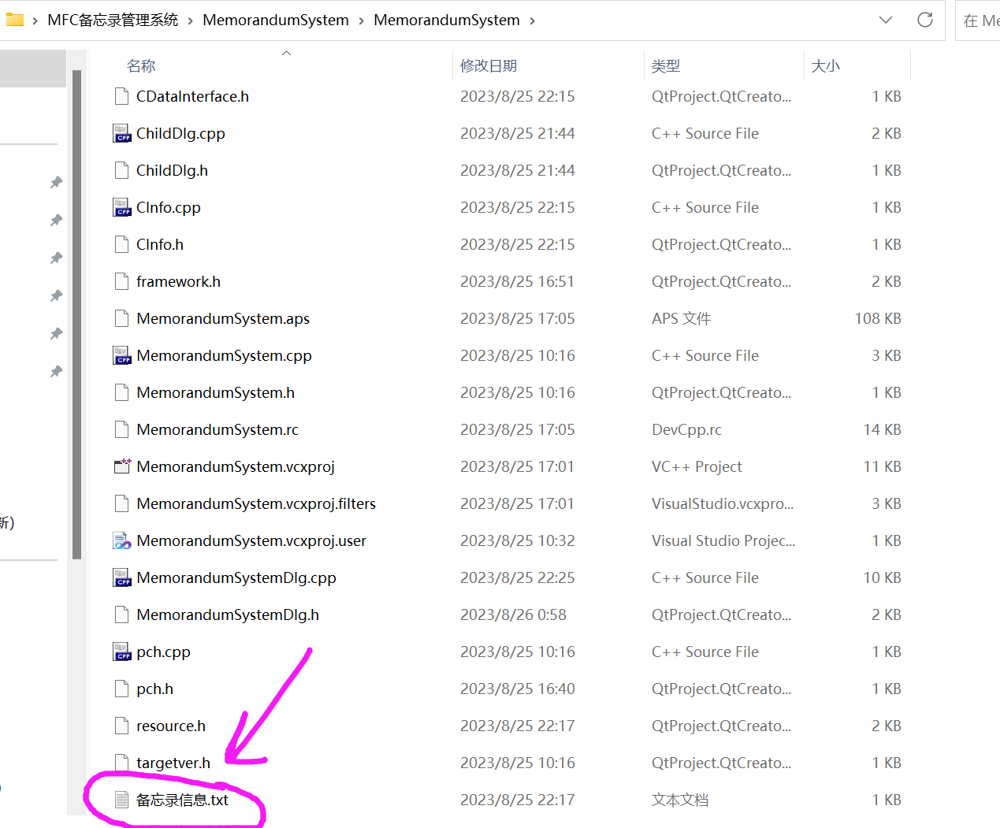 MFC备忘录管理系统 > MemorandumSystem > MemorandumSystem >
在 Me
名称 修改日期 类型 大小
CDataInterface.h 2023/8/25 22:15 QtProject.QtCreato... 1 KB
ChildDlg.cpp 2023/8/25 21:44 C++ Source File 2 KB
ChildDlg.h 2023/8/25 21:44 QtProject.QtCreato... 1 KB
CInfo.cpp 2023/8/25 22:15 C++ Source File 1 KB
CInfo.h 2023/8/25 22:15 QtProject.QtCreato... 1 KB
framework.h 2023/8/25 16:51 QtProject.QtCreato... 2 KB
MemorandumSystem.aps 2023/8/25 17:05 APS 文件 108 KB
MemorandumSystem.cpp 2023/8/25 10:16 C++ Source File 3 KB
MemorandumSystem.h 2023/8/25 10:16 QtProject.QtCreato... 1 KB
MemorandumSystem.rc 2023/8/25 17:05 DevCpp.rc 14 KB
MemorandumSystem.vcxproj 2023/8/25 17:01 VC++ Project 11 KB
MemorandumSystem.vcxproj.filters 2023/8/25 17:01 VisualStudio.vcxpro... 3 KB
新)
MemorandumSystem.vcxproj.user 2023/8/25 10:32 Visual Studio Projec... 1 KB
MemorandumSystemDlg.cpp 2023/8/25 22:25 C++ Source File 10 KB
MemorandumSystemDlg.h 2023/8/26 0:58 QtProject.QtCreato... 2 KB
pch.cpp 2023/8/25 10:16 C++ Source File 1 KB
pch.h 2023/8/25 16:40 QtProject.QtCreato... 1 KB
resource.h 2023/8/25 22:17 QtProject.QtCreato... 2 KB
targetver.h 2023/8/25 10:16 QtProject.QtCreato... 1 KB
备忘录信息.txt 2023/8/25 22:17 文本文档 1 KB